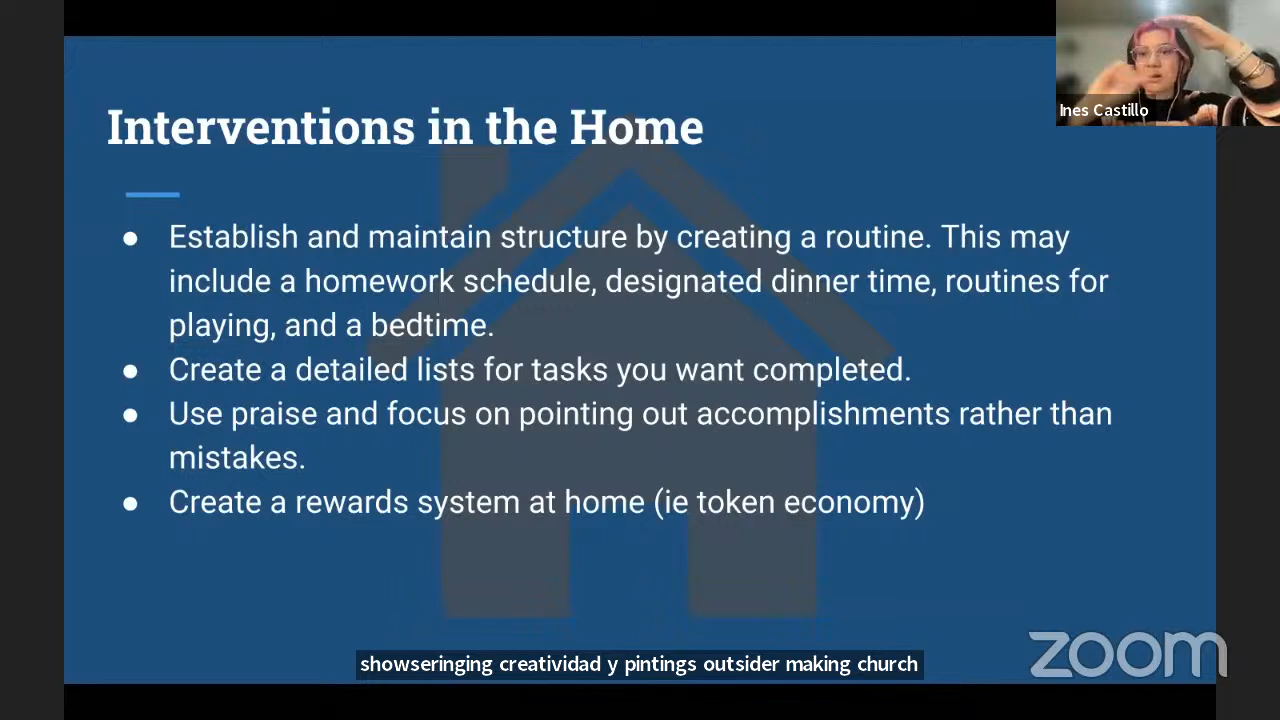 Interventions in the Home
Ines Castillo
● Establish and maintain structure by creating a routine. This may
include a homework schedule, designated dinner time, routines for
playing, and a bedtime.
● Create a detailed lists for tasks you want completed.
● Use praise and focus on pointing out accomplishments rather than
mistakes.
● Create a rewards system at home (ie token economy)
showseringing creatividad y pintings outsider making church
zoom